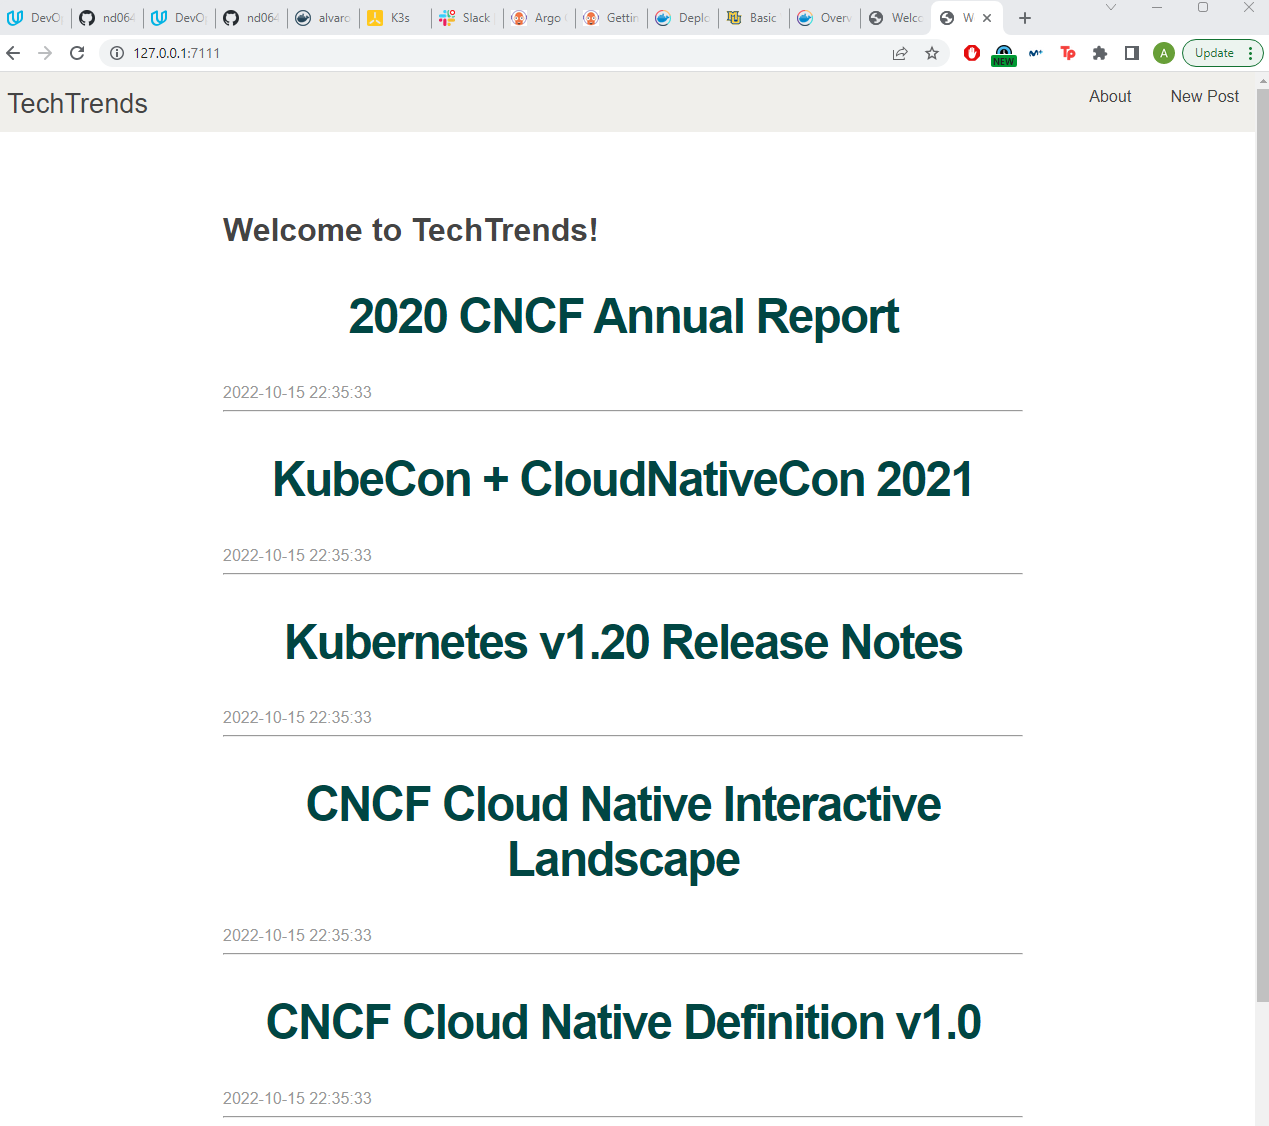 DevOp
nd064
DevOp
nd064
alvaro
K3s
Slack
Argo
Gettin
Deplo
Basic
Overv
Welco
W
127.0.0.1:7111
NEW
M+
Tp
A
Update
TechTrends
About
New Post
Welcome to TechTrends!
2020 CNCF Annual Report
2022-10-15 22:35:33
KubeCon + CloudNativeCon 2021
2022-10-15 22:35:33
Kubernetes v1.20 Release Notes
2022-10-15 22:35:33
CNCF Cloud Native Interactive
Landscape
2022-10-15 22:35:33
CNCF Cloud Native Definition v1.0
2022-10-15 22:35:33